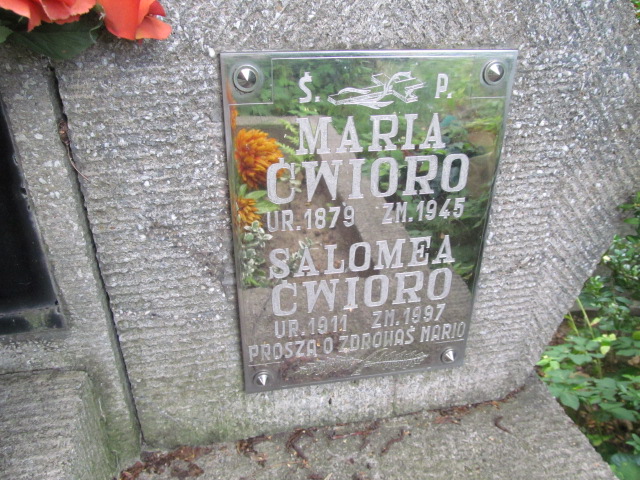 Ś. P.
MARIA
ĆWIORO
UR. 1879 ZM. 1945
SALOMEA
ĆWIORO
UR. 1911 ZM. 1997
PROSZĄ O ZDROWAŚ MARIO